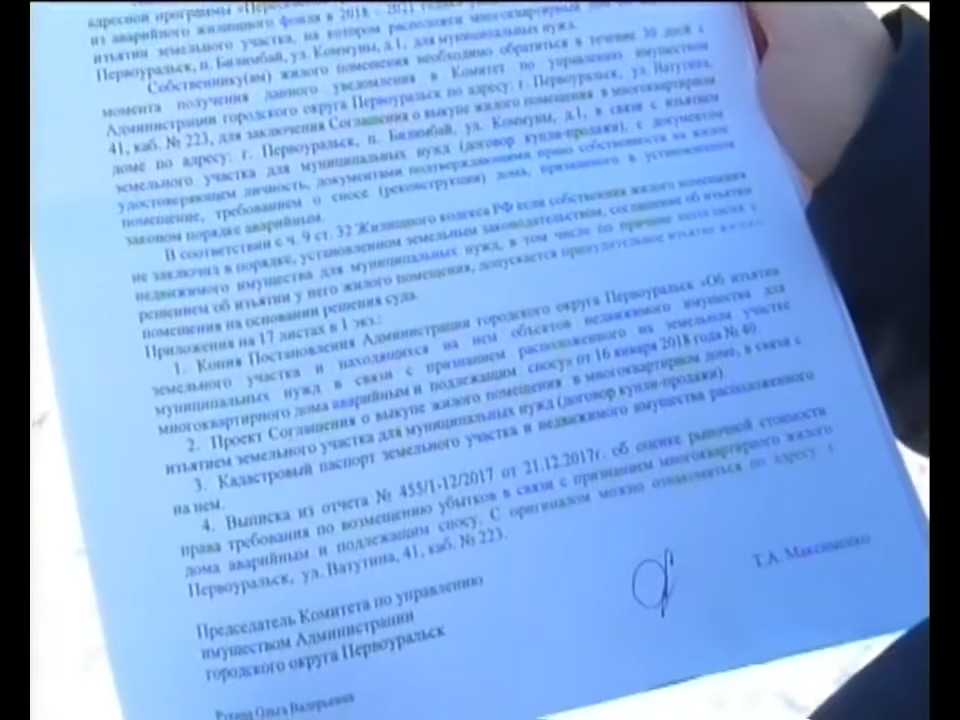 адресной программы «Переселение
из аварийного жилищного фонда в 2018 - 2021 годах
изъятии земельного участка, на котором расположен многоквартирный дом
Первоуральск, п. Билимбай, ул. Коммуны, д.1, для муниципальных нужд.
Собственнику(ам) жилого помещения необходимо обратиться в течение 30 дней с
момента получения данного уведомления в Комитет по управлению имуществом
Администрации городского округа Первоуральск по адресу: г. Первоуральск, ул. Ватутина,
41, каб. № 223, для заключения Соглашения о выкупе жилого помещения в многоквартирном
доме по адресу: г. Первоуральск, п. Билимбай, ул. Коммуны, д.1, в связи с изъятием
земельного участка для муниципальных нужд (договор купли-продажи), с документом
удостоверяющем личность, документами подтверждающими право собственности на жилое
помещение, требованием о сносе (реконструкции) дома, признанного в установленном
законом порядке аварийным.
В соответствии с ч. 9 ст. 32 Жилищного кодекса РФ если собственник жилого помещения
не заключил в порядке, установленном земельным законодательством, соглашение об изъятии
недвижимого имущества для муниципальных нужд, в том числе по причине несогласия с
решением об изъятии у него жилого помещения, допускается принудительное изъятие жилого
помещения на основании решения суда.
Приложения на 17 листах в 1 экз.:
1. Копия Постановления Администрации городского округа Первоуральск «Об изъятии
земельного участка и находящихся на нем объектов недвижимого имущества для
муниципальных нужд в связи с признанием расположенного на земельном участке
многоквартирного дома аварийным и подлежащим сносу» от 16 января 2018 года № 40.
2. Проект Соглашения о выкупе жилого помещения в многоквартирном доме, в связи с
изъятием земельного участка для муниципальных нужд (договор купли-продажи).
3. Кадастровый паспорт земельного участка и недвижимого имущества расположенного
на нем.
4. Выписка из отчета № 455/1-12/2017 от 21.12.2017г. об оценке рыночной стоимости
права требования по возмещению убытков в связи с признанием многоквартирного жилого
дома аварийным и подлежащим сносу. С оригиналом можно ознакомиться по адресу: г.
Первоуральск, ул. Ватутина, 41, каб. № 223.
Председатель Комитета по управлению
имуществом Администрации
городского округа Первоуральск
Т.А. Максименко
Ольга Валерьевна